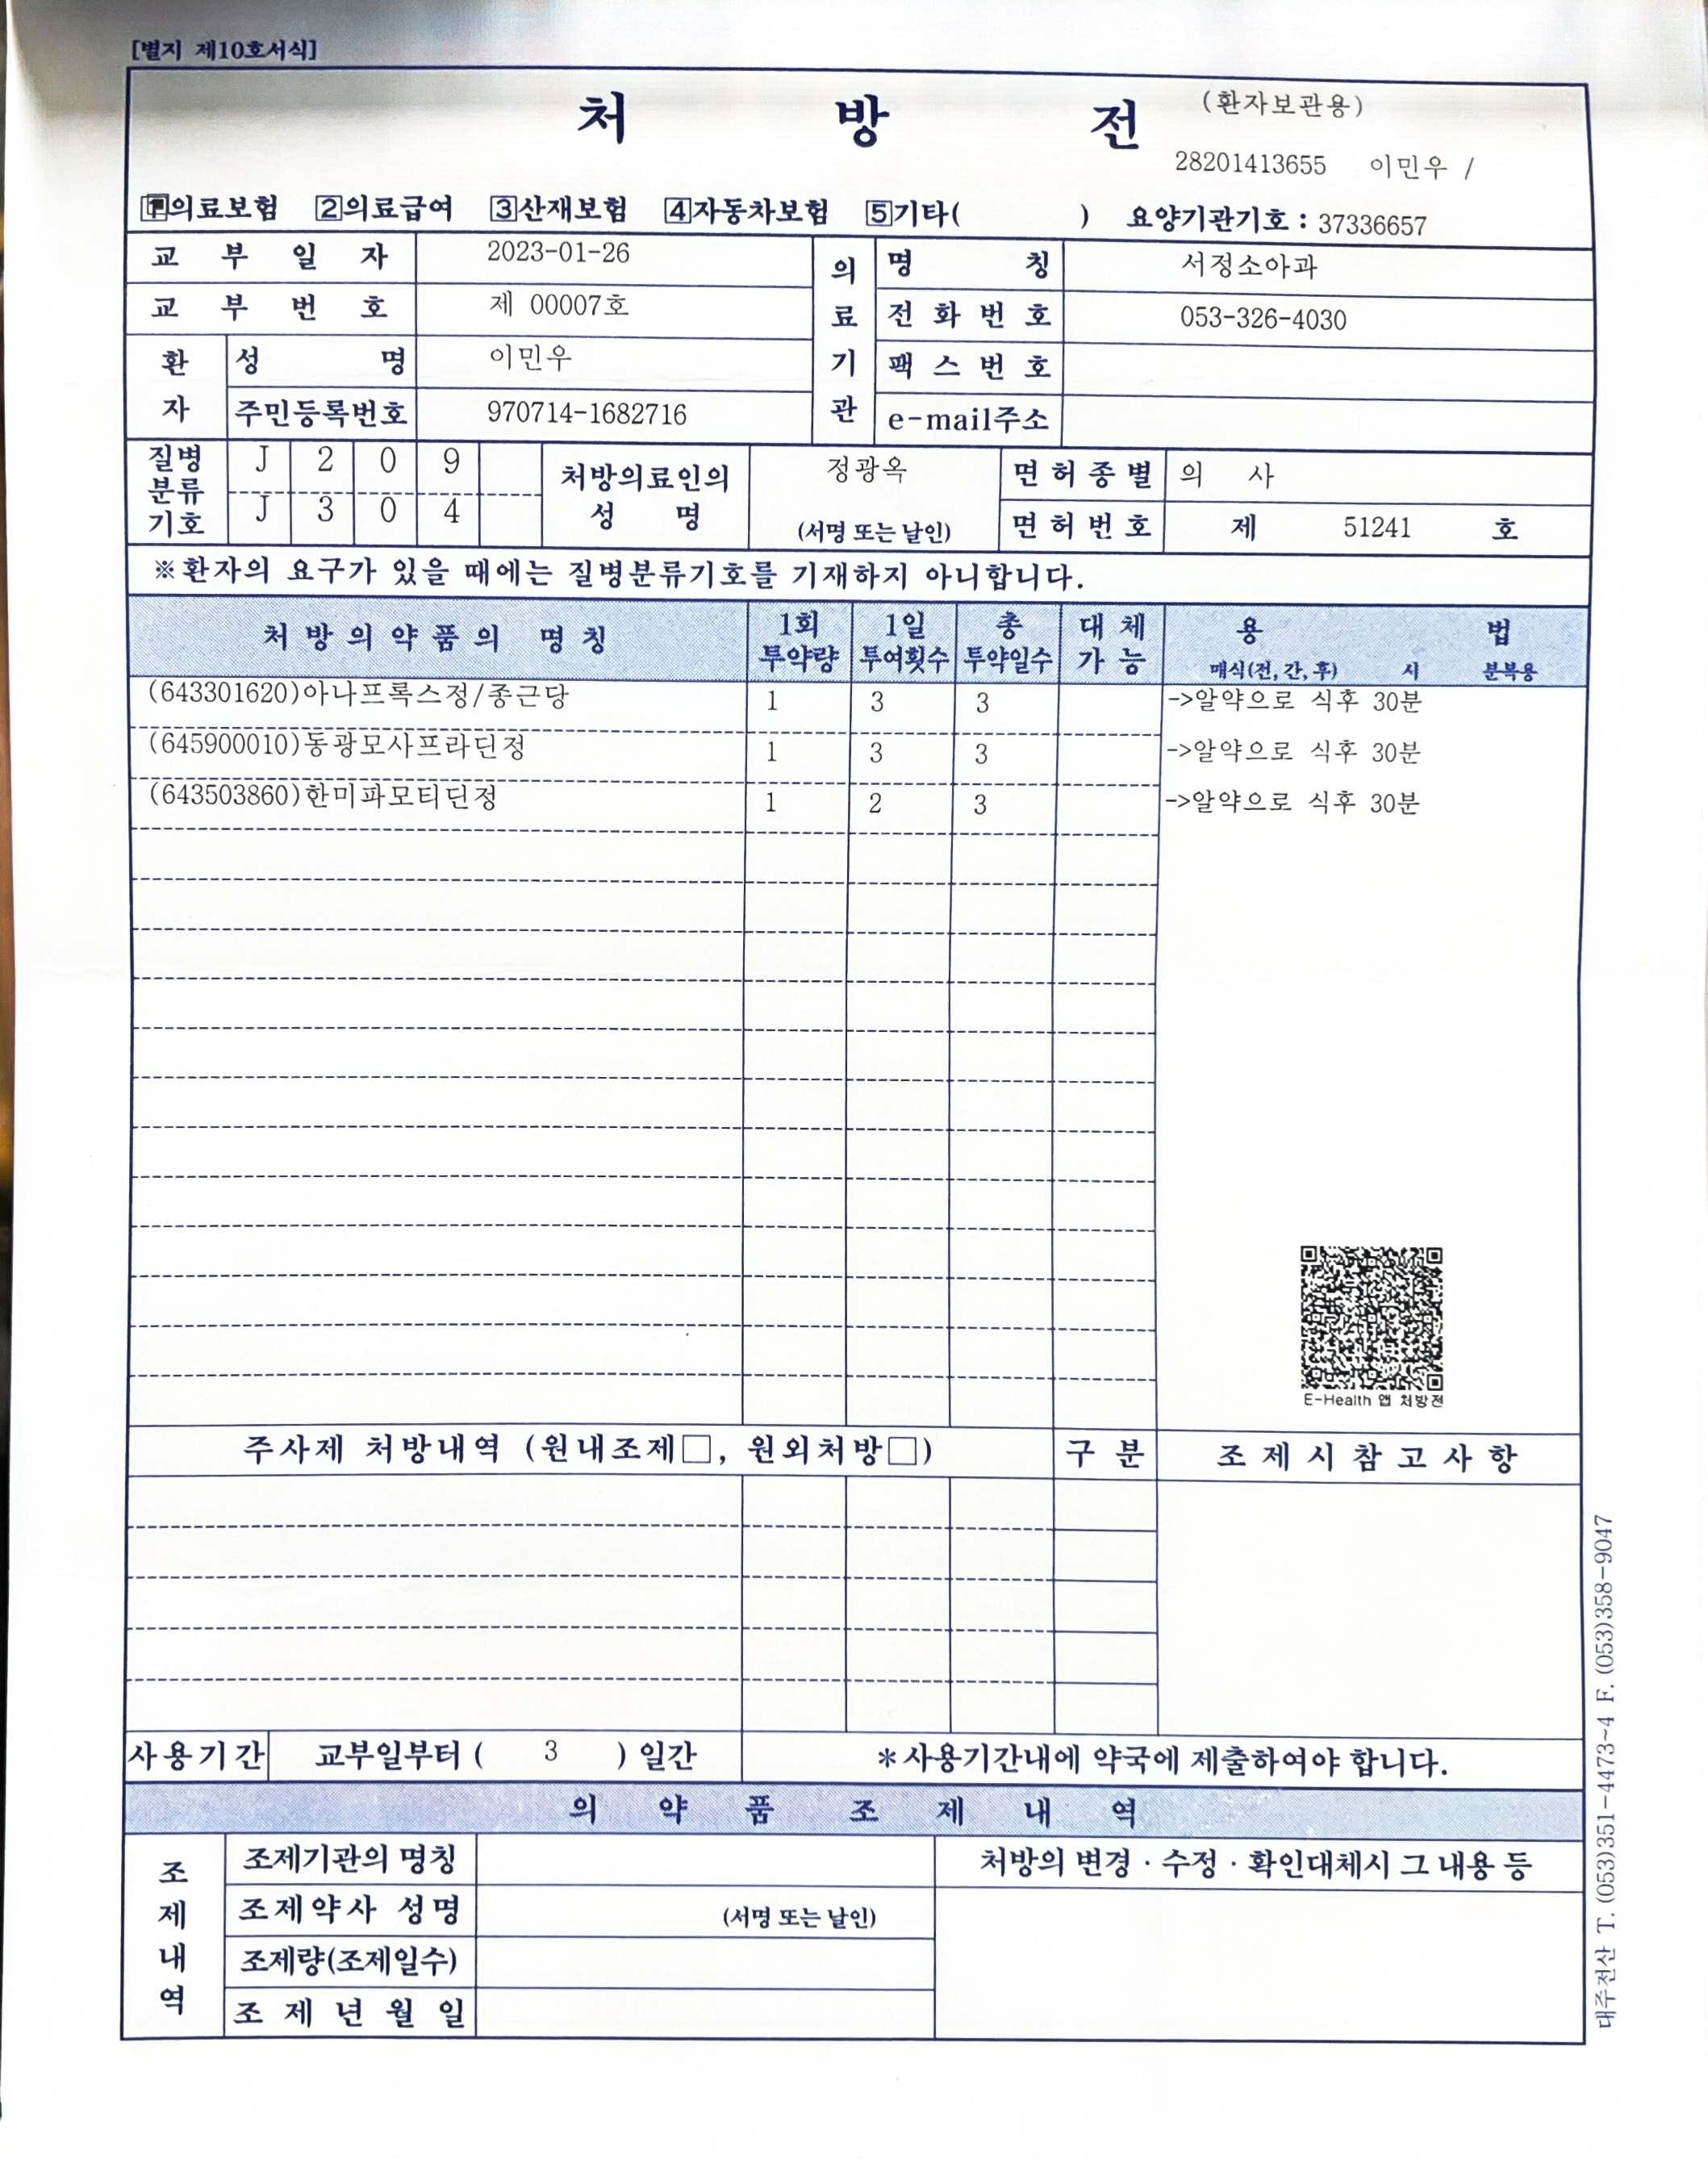 [별지 제10호서식]
처 방 전 (환자보관용)
28201413655 이민우 /
1의료보험 2의료급여 3산재보험 4자동차보험 5기타( ) 요양기관기호 : 37336657
교 부 일 자 2023-01-26
교 부 번 호 제 00007호
환자 성 명 이민우
주민등록번호 970714-1682716
의료기관 명 칭 서정소아과
전 화 번 호 053-326-4030
팩 스 번 호
e-mail주소
질병분류기호 J 2 0 9
J 3 0 4
처방의료인의 성 명 정광옥 (서명 또는 날인)
면 허 종 별 의 사
면 허 번 호 제 51241 호
※환자의 요구가 있을 때에는 질병분류기호를 기재하지 아니합니다.
처 방 의 약 품 의 명 칭 1회 투약량 1일 투여횟수 총 투약일수 대 체 가 능 용 법
매식(전, 간, 후) 시 분복용
(643301620)아나프록스정/종근당 1 3 3 ->알약으로 식후 30분
(645900010)동광모사프라딘정 1 3 3 ->알약으로 식후 30분
(643503860)한미파모티딘정 1 2 3 ->알약으로 식후 30분
E-Health 앱 처방전
주사제 처방내역 (원내조제□, 원외처방□) 구 분 조 제 시 참 고 사 항
사용기간 교부일부터 ( 3 ) 일간 *사용기간내에 약국에 제출하여야 합니다.
의 약 품 조 제 내 역
조제내역 조제기관의 명칭 처방의 변경 · 수정 · 확인대체시 그 내용 등
조제약사 성명 (서명 또는 날인)
조제량(조제일수)
조 제 년 월 일
대주전산 T. (053)351-4473~4 F. (053)358-9047